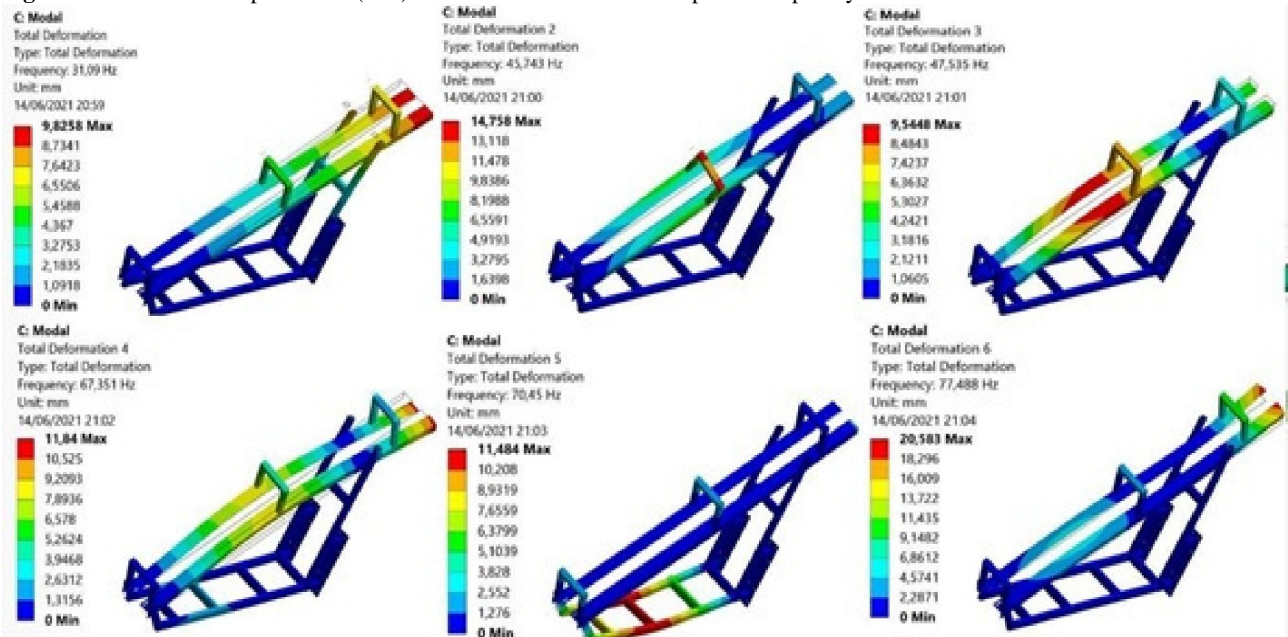 C: Modal
Total Deformation
Type: Total Deformation
Frequency: 31,09 Hz
Unit: mm
14/06/2021 20:59
9,8258 Max
8,7341
7,6423
6,5506
5,4588
4,367
3,2753
2,1835
1,0918
0 Min
C: Modal
Total Deformation 2
Type: Total Deformation
Frequency: 45,743 Hz
Unit: mm
14/06/2021 21:00
14,758 Max
13,118
11,478
9,8386
8,1988
6,5591
4,9193
3,2795
1,6398
0 Min
C: Modal
Total Deformation 3
Type: Total Deformation
Frequency: 47,535 Hz
Unit: mm
14/06/2021 21:01
9,5448 Max
8,4843
7,4237
6,3632
5,3027
4,2421
3,1816
2,1211
1,0605
0 Min
C: Modal
Total Deformation 4
Type: Total Deformation
Frequency: 67,351 Hz
Unit: mm
14/06/2021 21:02
11,84 Max
10,525
9,2093
7,8936
6,578
5,2624
3,9468
2,6312
1,3156
0 Min
C: Modal
Total Deformation 5
Type: Total Deformation
Frequency: 70,45 Hz
Unit: mm
14/06/2021 21:03
11,484 Max
10,208
8,9319
7,6559
6,3799
5,1039
3,828
2,552
1,276
0 Min
C: Modal
Total Deformation 6
Type: Total Deformation
Frequency: 77,488 Hz
Unit: mm
14/06/2021 21:04
20,583 Max
18,296
16,009
13,722
11,435
9,1482
6,8612
4,5741
2,2871
0 Min